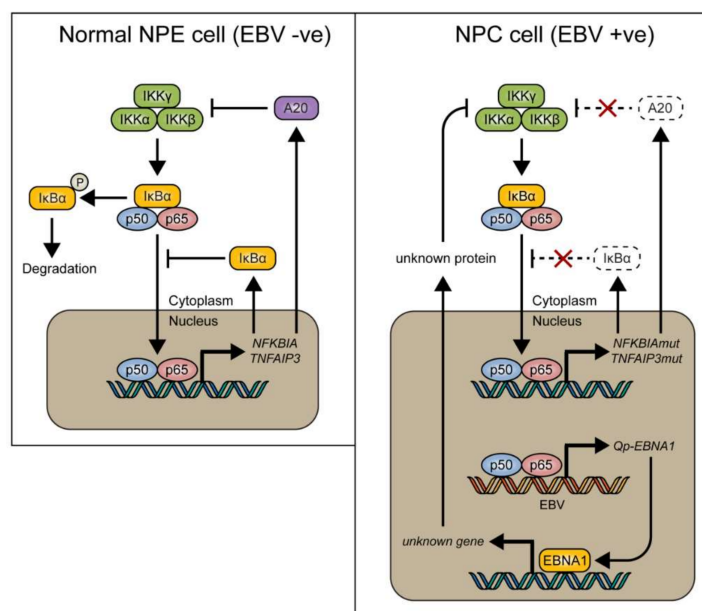 Normal NPE cell (EBV -ve)
IKKγ
IKKα IKKβ
A20
P
IκBα
IκBα
p50 p65
Degradation
IκBα
Cytoplasm
Nucleus
NFKBIA
TNFAIP3
p50 p65
NPC cell (EBV +ve)
IKKγ
IKKα IKKβ
A20
IκBα
p50 p65
unknown protein
IκBα
Cytoplasm
Nucleus
NFKBIAmut
TNFAIP3mut
p50 p65
Qp-EBNA1
p50 p65
EBV
unknown gene
EBNA1